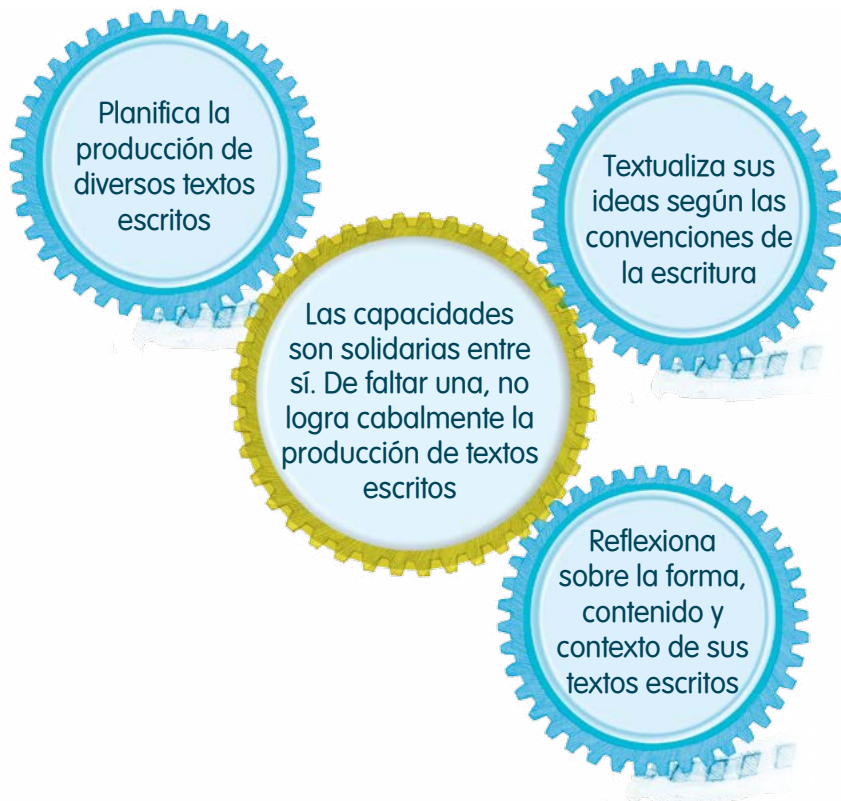 Planifica la
producción de
diversos textos
escritos
Textualiza sus
ideas según las
convenciones de
la escritura
Las capacidades
son solidarias entre
sí. De faltar una, no
logra cabalmente la
producción de textos
escritos
Reflexiona
sobre la forma,
contenido y
contexto de sus
textos escritos